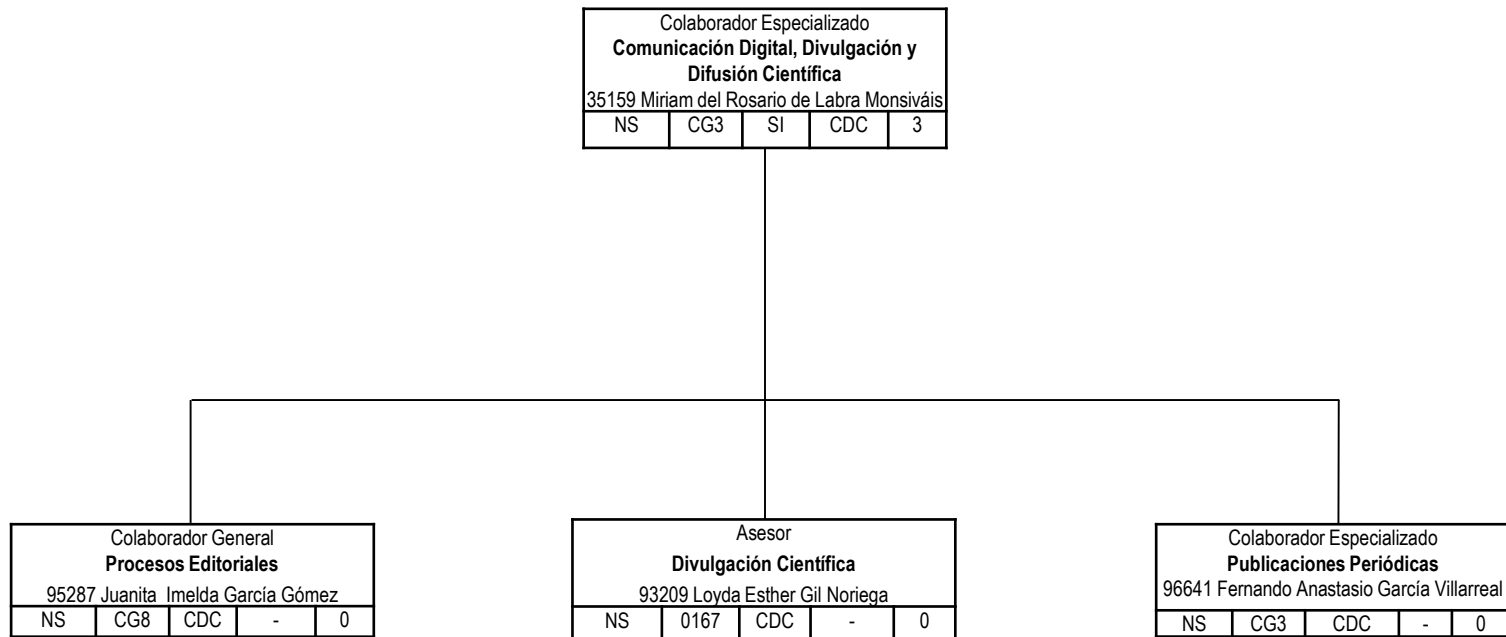 Colaborador Especializado
Comunicación Digital, Divulgación y
Difusión Científica
35159 Miriam del Rosario de Labra Monsiváis
NS CG3 SI CDC 3
Colaborador General
Procesos Editoriales
95287 Juanita Imelda García Gómez
NS CG8 CDC - 0
Asesor
Divulgación Científica
93209 Loyda Esther Gil Noriega
NS 0167 CDC - 0
Colaborador Especializado
Publicaciones Periódicas
96641 Fernando Anastasio García Villarreal
NS CG3 CDC - 0